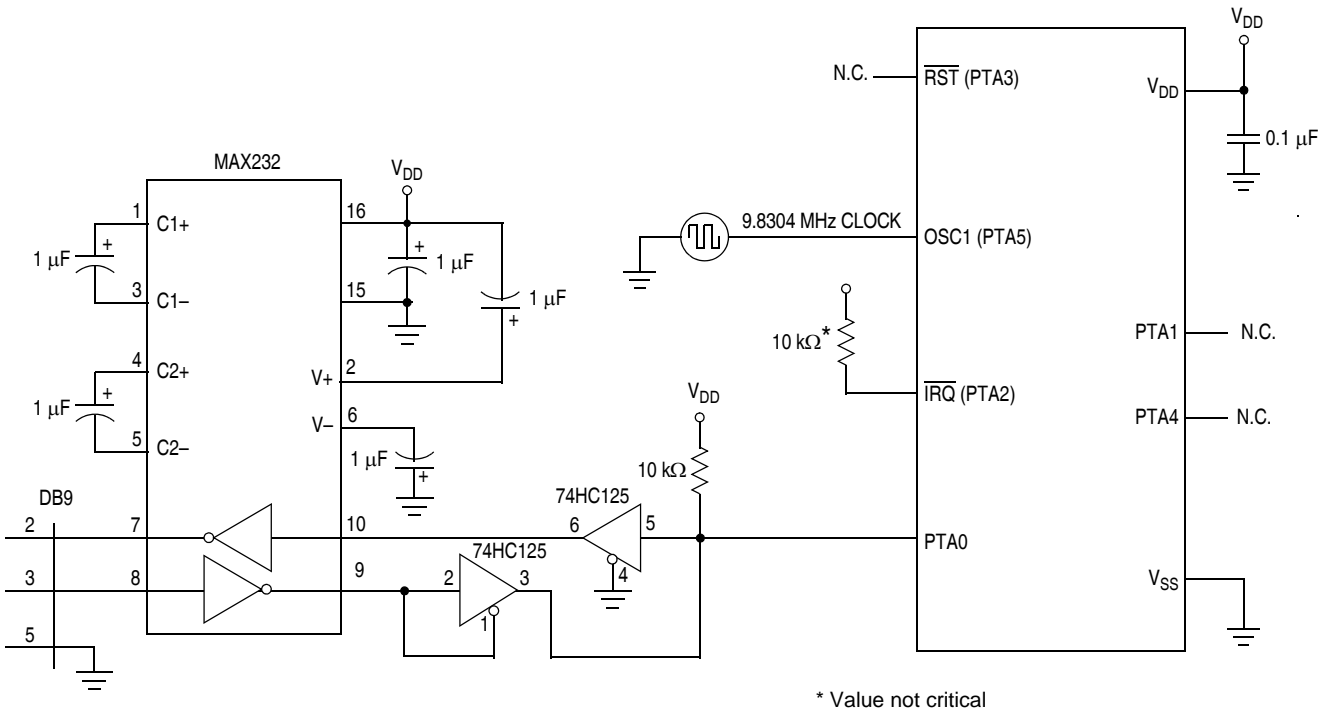 MAX232
1
C1+
1 μF
+
3
C1–
4
C2+
1 μF
+
5
C2–
VDD
16
+
1 μF
15
1 μF
+
V+
2
V–
6
1 μF
+
DB9
2
7
10
3
8
9
5
74HC125
6
5
4
74HC125
2
3
1
VDD
10 kΩ
N.C.
RST (PTA3)
9.8304 MHz CLOCK
OSC1 (PTA5)
10 kΩ*
IRQ (PTA2)
PTA0
VDD
VDD
0.1 μF
PTA1
N.C.
PTA4
N.C.
VSS
* Value not critical